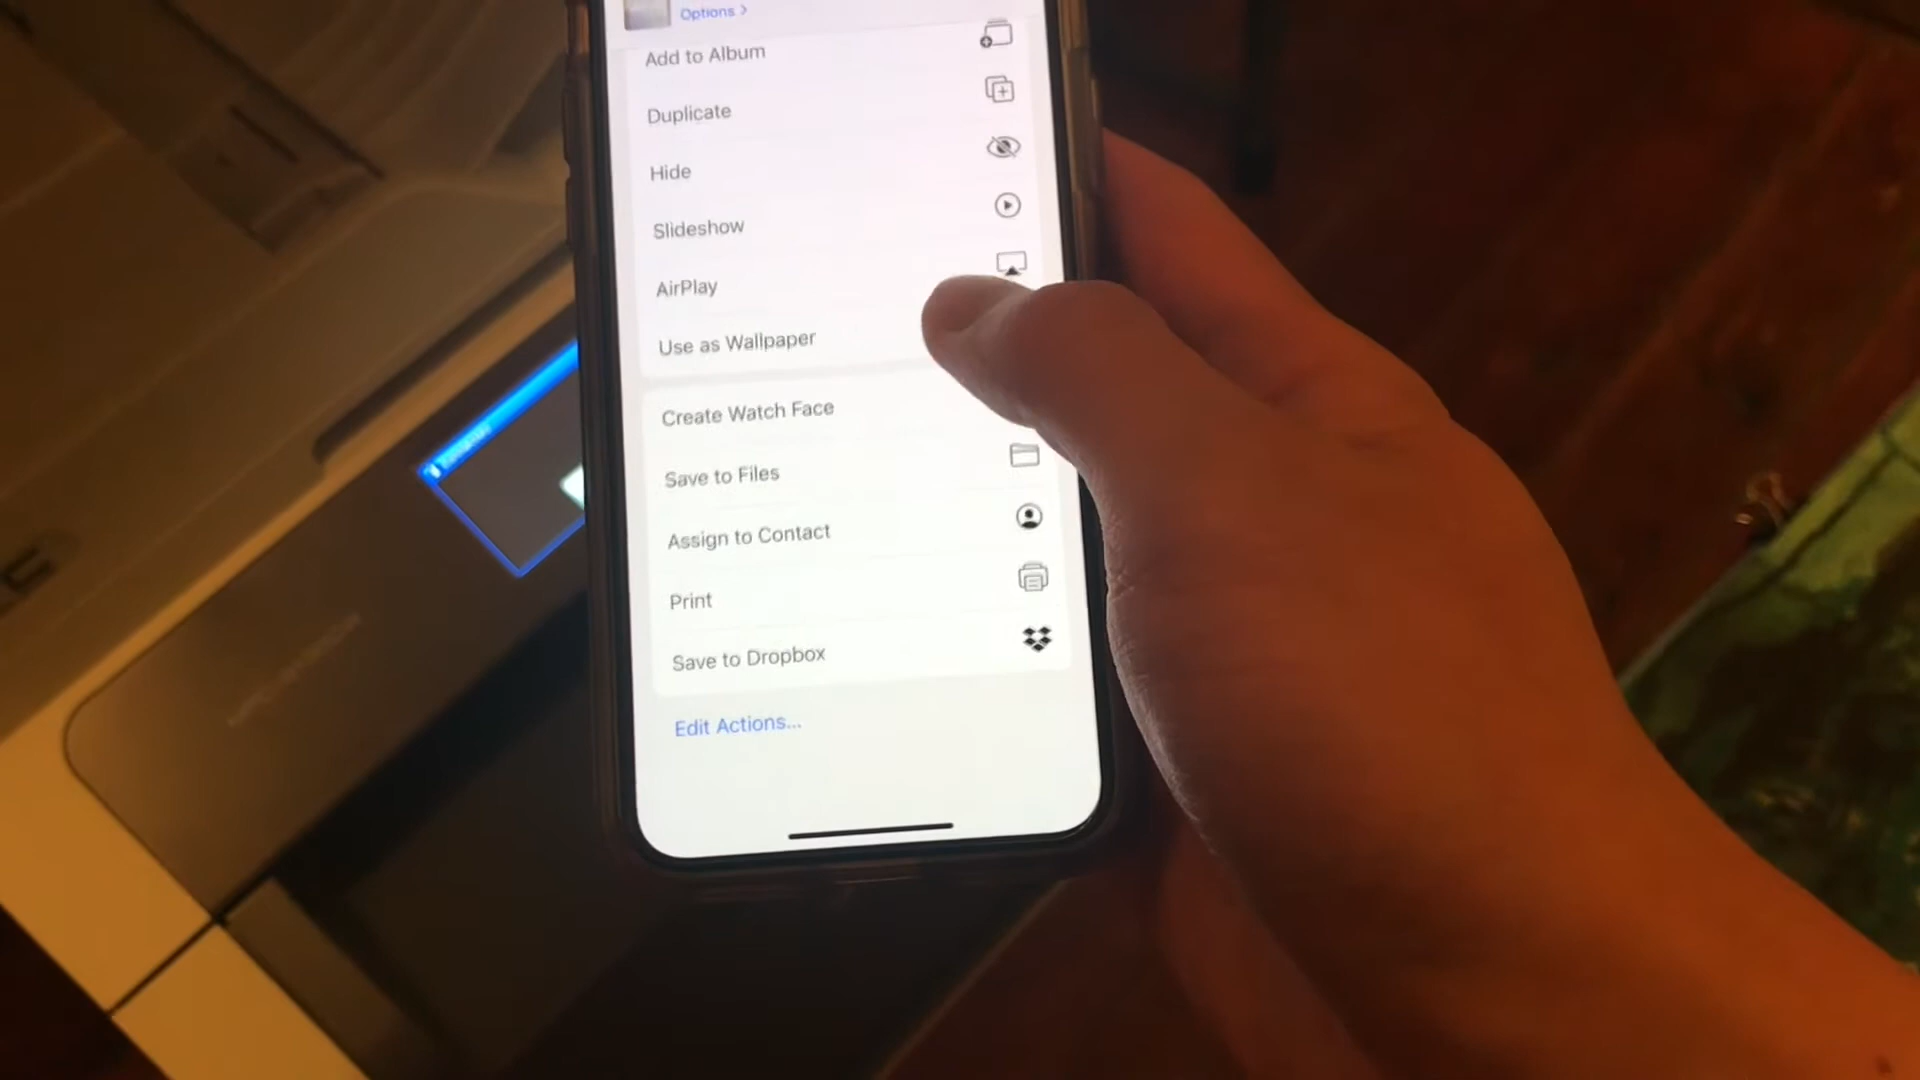 Options >
Add to Album
Duplicate
Hide
Slideshow
AirPlay
Use as Wallpaper
Create Watch Face
Save to Files
Assign to Contact
Print
Save to Dropbox
Edit Actions...